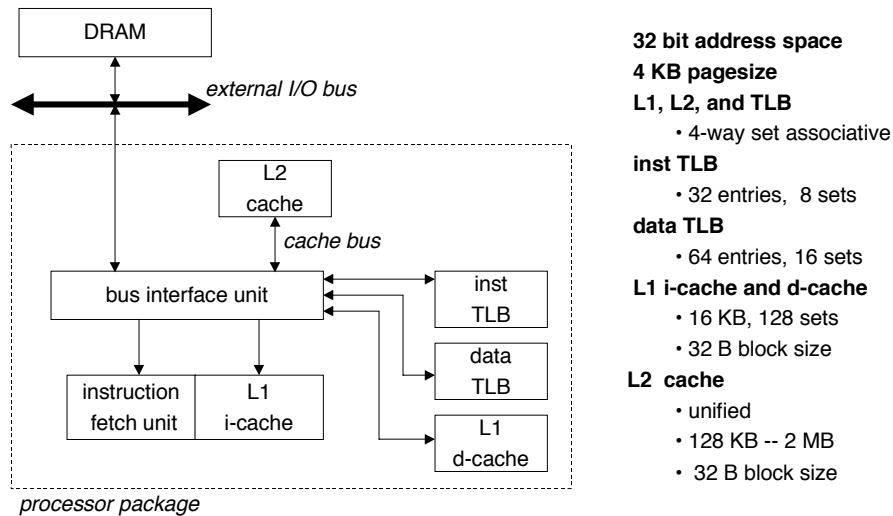 DRAM
external I/O bus
L2
cache
cache bus
bus interface unit
inst
TLB
data
TLB
instruction
fetch unit
L1
i-cache
L1
d-cache
processor package
32 bit address space
4 KB pagesize
L1, L2, and TLB
• 4-way set associative
inst TLB
• 32 entries, 8 sets
data TLB
• 64 entries, 16 sets
L1 i-cache and d-cache
• 16 KB, 128 sets
• 32 B block size
L2 cache
• unified
• 128 KB -- 2 MB
• 32 B block size